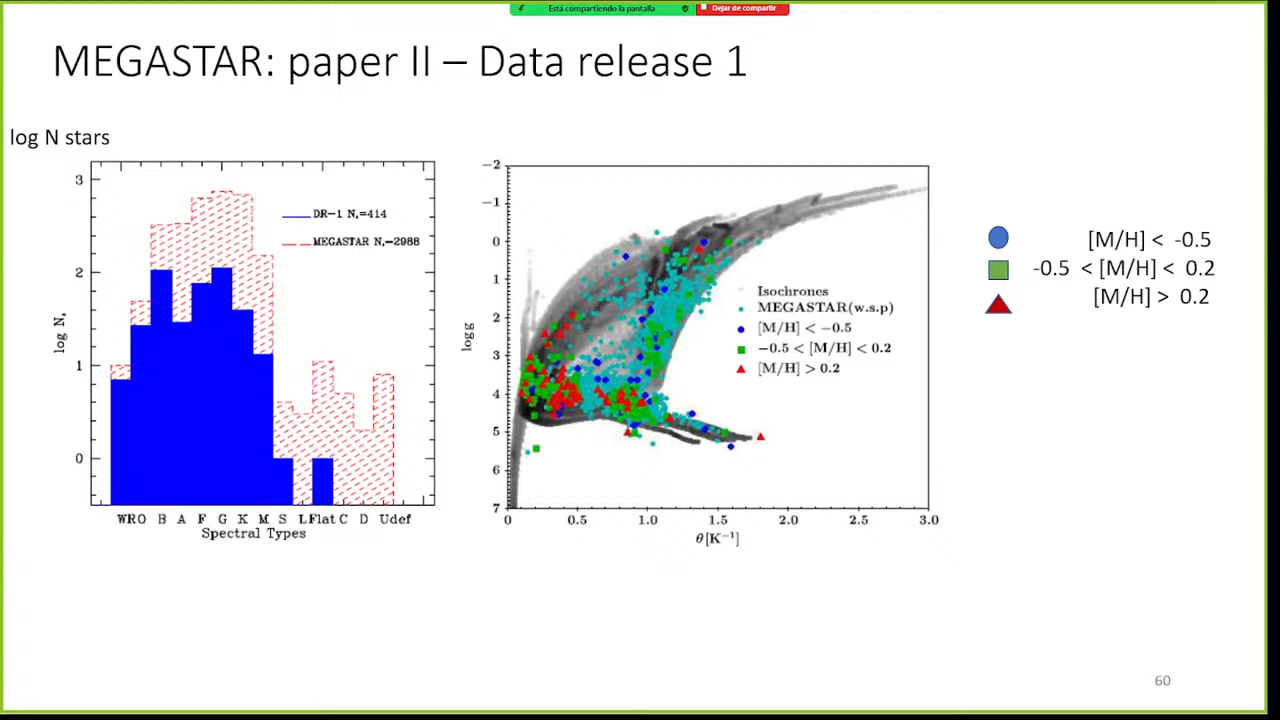 Está compartiendo la pantalla
Dejar de compartir
MEGASTAR: paper II – Data release 1
log N stars
3
2
1
0
log N*
DR-1 N*=414
MEGASTAR N*=2988
WR O B A F G K M S L Flat C D Udef
Spectral Types
-2
-1
0
1
2
3
4
5
6
7
logg
Isochrones
MEGASTAR(w.s.p)
[M/H] < -0.5
-0.5 < [M/H] < 0.2
[M/H] > 0.2
0 0.5 1.0 1.5 2.0 2.5 3.0
θ[K⁻¹]
[M/H] < -0.5
-0.5 < [M/H] < 0.2
[M/H] > 0.2
60